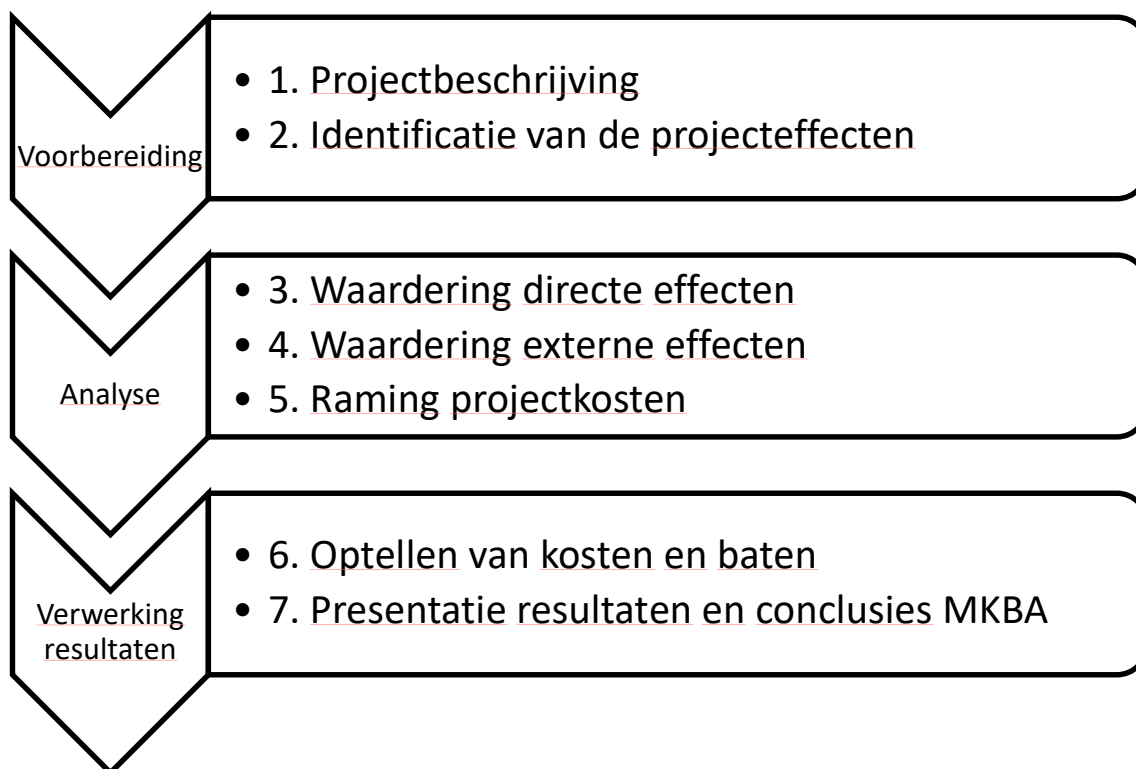 Voorbereiding
• 1. Projectbeschrijving
• 2. Identificatie van de projecteffecten
Analyse
• 3. Waardering directe effecten
• 4. Waardering externe effecten
• 5. Raming projectkosten
Verwerking
resultaten
• 6. Optellen van kosten en baten
• 7. Presentatie resultaten en conclusies MKBA